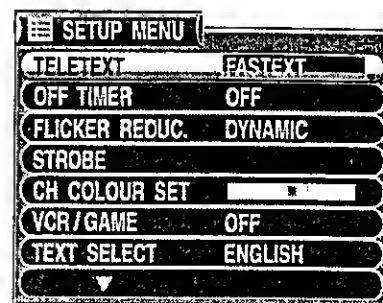 SETUP MENU
TELETEXT FASTEXT
OFF TIMER OFF
FLICKER REDUC. DYNAMIC
STROBE
CH COLOUR SET
VCR/GAME OFF
TEXT SELECT ENGLISH